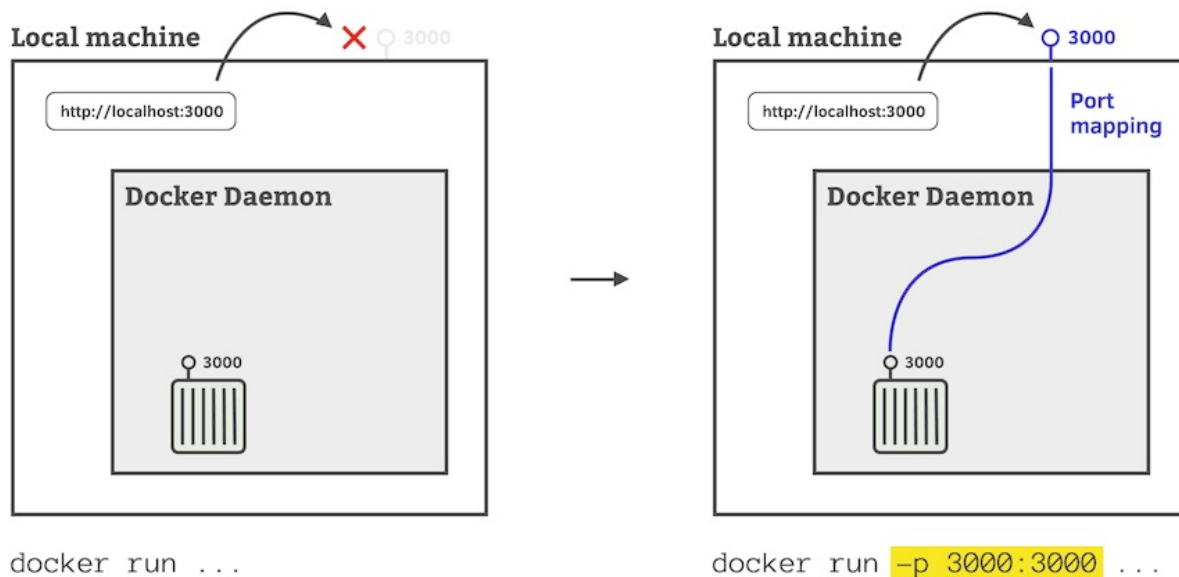 Local machine
3000
http://localhost:3000
Docker Daemon
3000
docker run ...
Local machine
3000
http://localhost:3000
Port
mapping
Docker Daemon
3000
docker run -p 3000:3000 ...